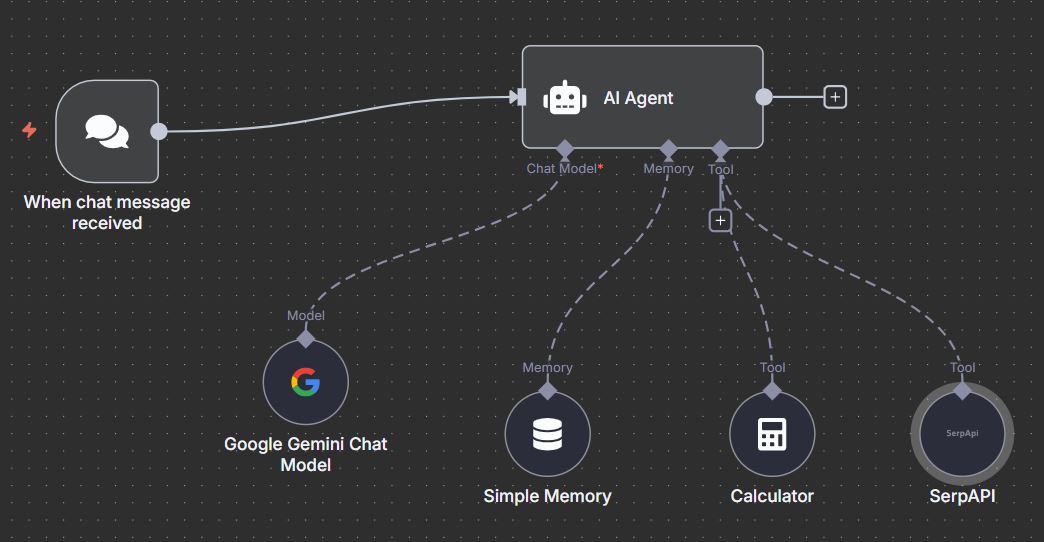 AI Agent
When chat message
received
Chat Model*
Memory
Tool
Model
Memory
Tool
Tool
SerpApi
Google Gemini Chat
Model
Simple Memory
Calculator
SerpAPI